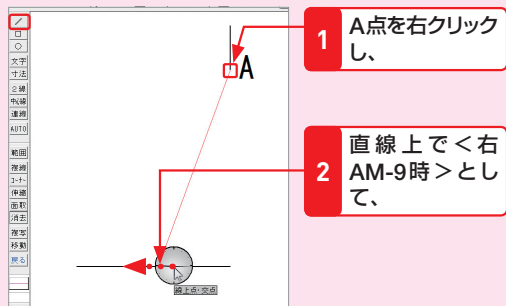 文字
寸法
2線
中心線
連線
AUTO
範囲
複線
コーナー
伸縮
面取
消去
複写
移動
戻る
A
線上点・交点
1
A点を右クリック
し、
2
直線上で<右
AM-9時>とし
て、